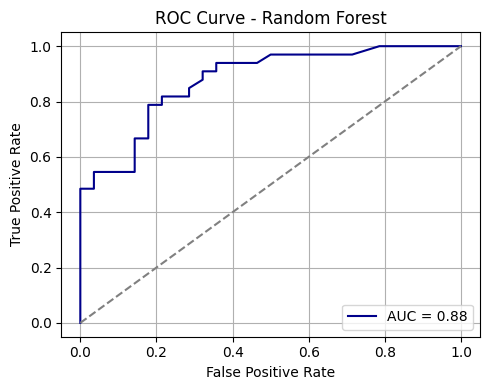 ROC Curve - Random Forest
True Positive Rate
1.0
0.8
0.6
0.4
0.2
0.0
AUC = 0.88
0.0 0.2 0.4 0.6 0.8 1.0
False Positive Rate